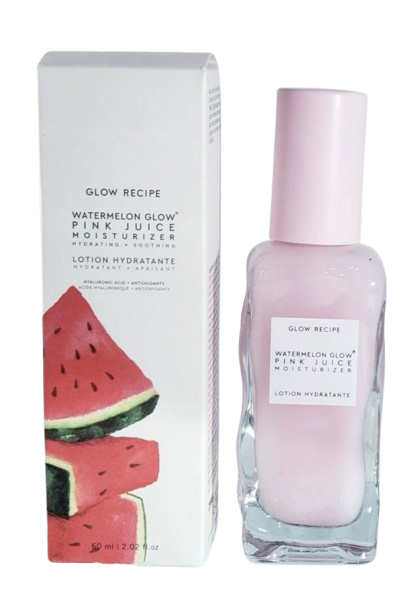 GLOW RECIPE
WATERMELON GLOW®
PINK JUICE
MOISTURIZER
HYDRATING + SOOTHING
LOTION HYDRATANTE
HYDRATANT + APAISANT
HYALURONIC ACID + ANTIOXIDANTS
ACIDE HYALURONIQUE + ANTIOXYDANTS
60 ml | 2.02 fl.oz
GLOW RECIPE
WATERMELON GLOW®
PINK JUICE
MOISTURIZER
LOTION HYDRATANTE